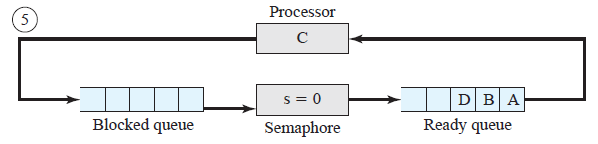 5
Processor
C
Blocked queue
s = 0
Semaphore
D B A
Ready queue